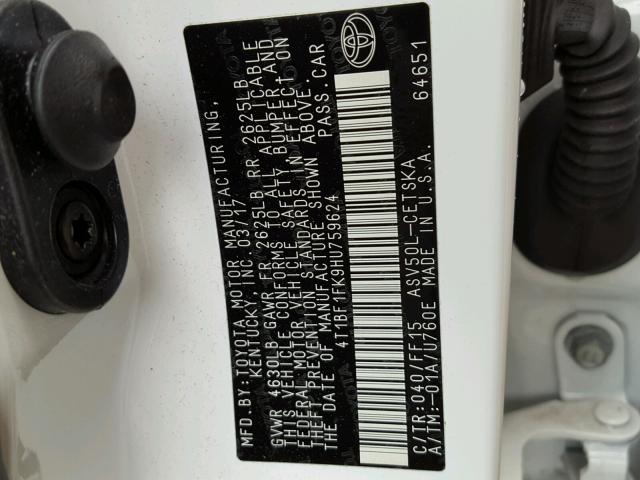 MFD.BY:TOYOTA MOTOR MANUFACTURING,
KENTUCKY, INC. 03/17
GVWR 4630LB GAWR FR 2625LB RR 2625LB
THIS VEHICLE CONFORMS TO ALL APPLICABLE
FEDERAL MOTOR VEHICLE SAFETY, BUMPER, AND
THEFT PREVENTION STANDARDS IN EFFECT ON
THE DATE OF MANUFACTURE SHOWN ABOVE.
4T1BF1FK9HU759624 PASS.CAR
C/TR:040/FF15 ASV50L-CETSKA
A/TM:-01A/U760E MADE IN U.S.A.
64651